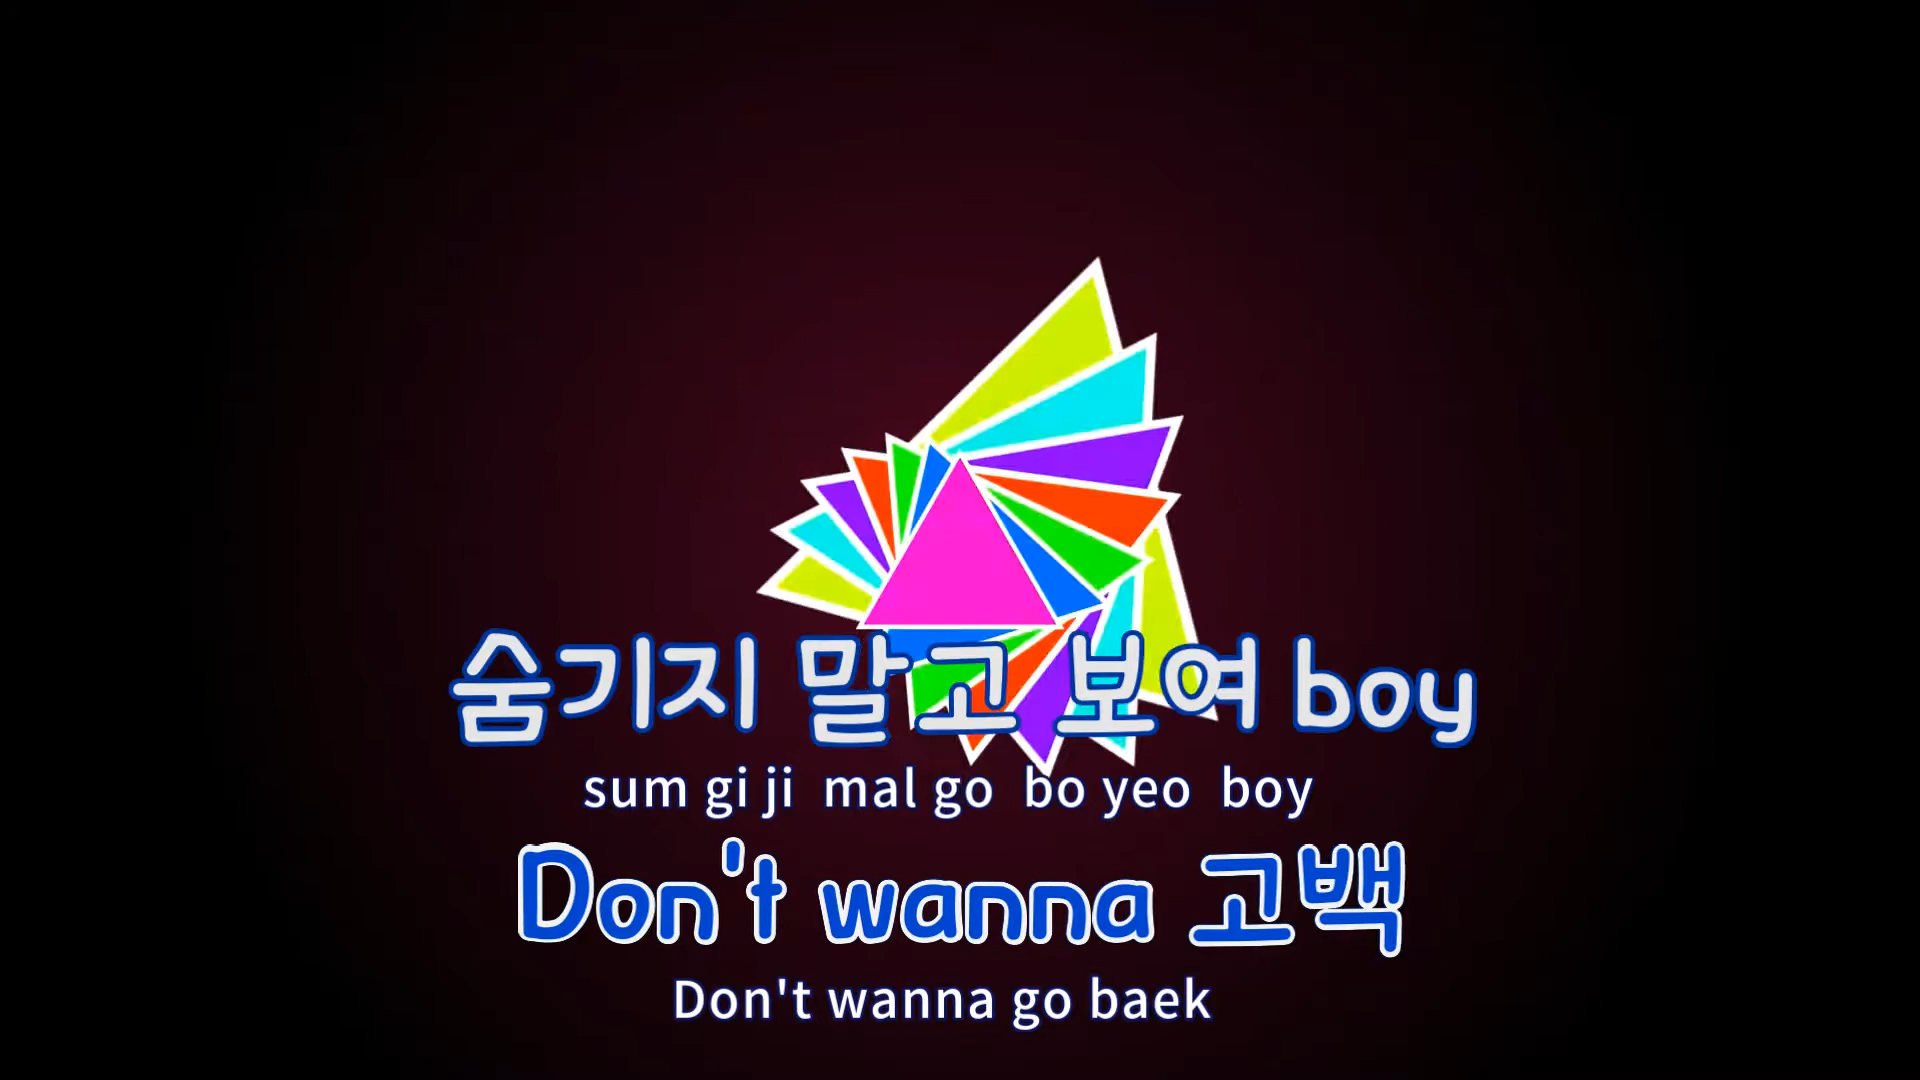 숨기지 말고 보여 boy
sum gi ji mal go bo yeo boy
Don't wanna 고백
Don't wanna go baek